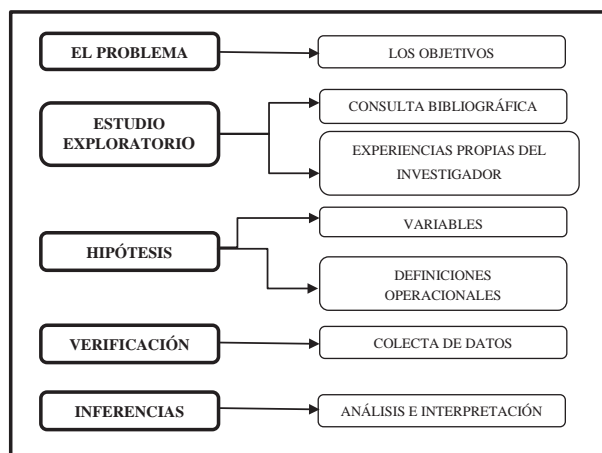 EL PROBLEMA
LOS OBJETIVOS
ESTUDIO
EXPLORATORIO
CONSULTA BIBLIOGRÁFICA
EXPERIENCIAS PROPIAS DEL
INVESTIGADOR
HIPÓTESIS
VARIABLES
DEFINICIONES
OPERACIONALES
VERIFICACIÓN
COLECTA DE DATOS
INFERENCIAS
ANÁLISIS E INTERPRETACIÓN